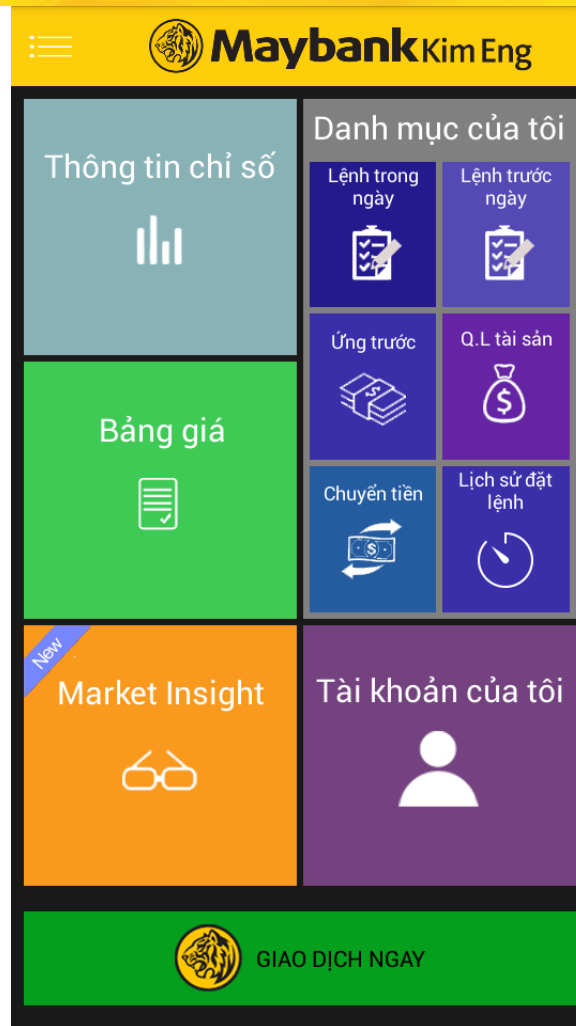 Maybank Kim Eng
Thông tin chỉ số
Danh mục của tôi
Lệnh trong
ngày
Lệnh trước
ngày
Ứng trước
Q.L tài sản
Chuyển tiền
Lịch sử đặt
lệnh
Bảng giá
New
Market Insight
Tài khoản của tôi
GIAO DỊCH NGAY